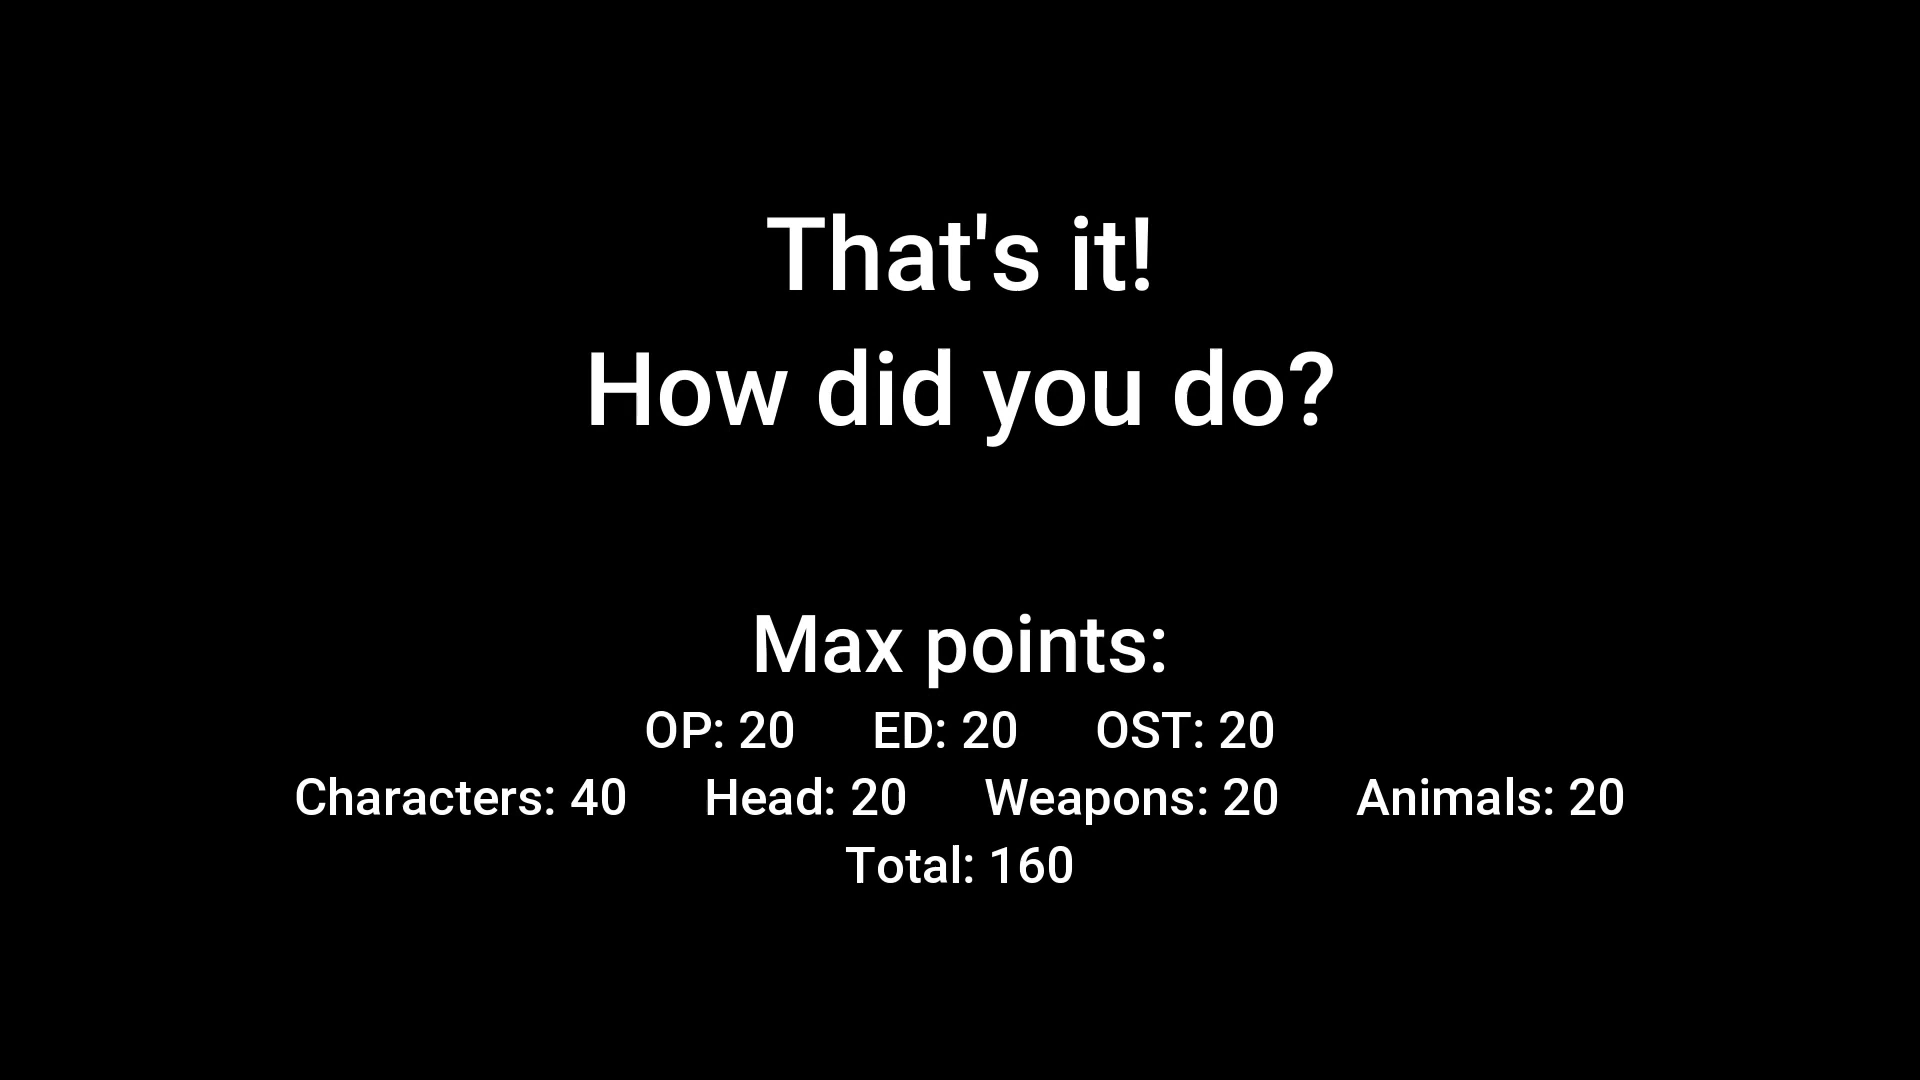 That's it!
How did you do?
Max points:
OP: 20 ED: 20 OST: 20
Characters: 40 Head: 20 Weapons: 20 Animals: 20
Total: 160